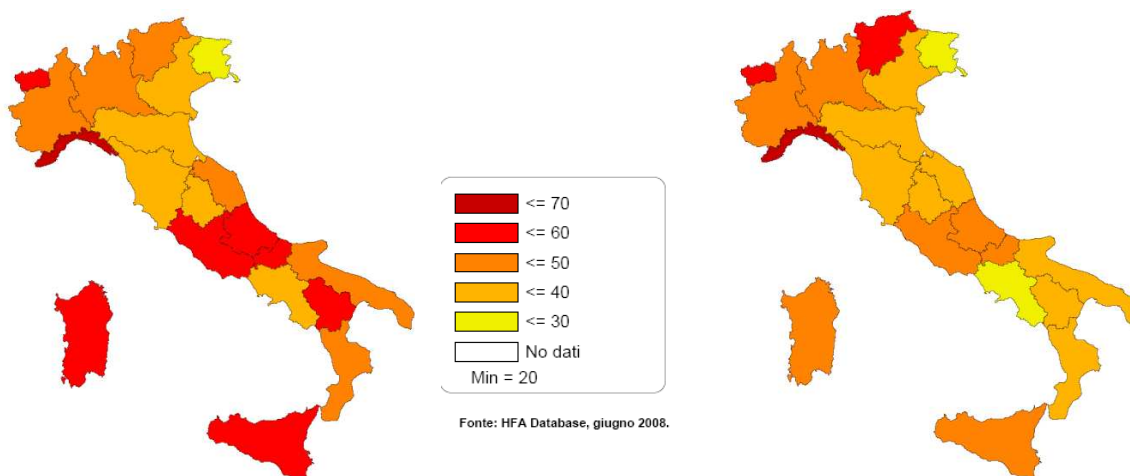 <= 70
<= 60
<= 50
<= 40
<= 30
No dati
Min = 20
Fonte: HFA Database, giugno 2008.